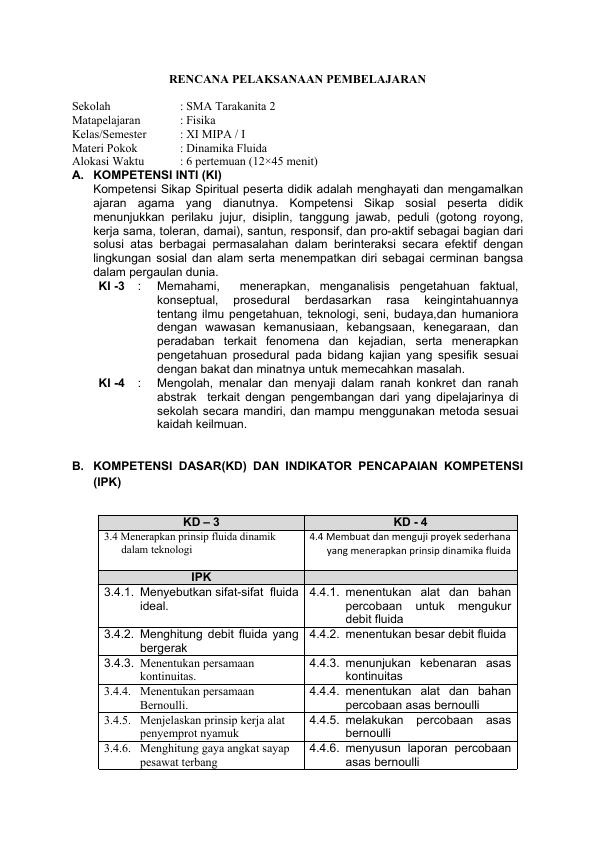 RENCANA PELAKSANAAN PEMBELAJARAN
Sekolah : SMA Tarakanita 2
Matapelajaran : Fisika
Kelas/Semester : XI MIPA / I
Materi Pokok : Dinamika Fluida
Alokasi Waktu : 6 pertemuan (12×45 menit)
A. KOMPETENSI INTI (KI)
Kompetensi Sikap Spiritual peserta didik adalah menghayati dan mengamalkan
ajaran agama yang dianutnya. Kompetensi Sikap sosial peserta didik
menunjukkan perilaku jujur, disiplin, tanggung jawab, peduli (gotong royong,
kerja sama, toleran, damai), santun, responsif, dan pro-aktif sebagai bagian dari
solusi atas berbagai permasalahan dalam berinteraksi secara efektif dengan
lingkungan sosial dan alam serta menempatkan diri sebagai cerminan bangsa
dalam pergaulan dunia.
KI -3 : Memahami, menerapkan, menganalisis pengetahuan faktual,
konseptual, prosedural berdasarkan rasa keingintahuannya
tentang ilmu pengetahuan, teknologi, seni, budaya,dan humaniora
dengan wawasan kemanusiaan, kebangsaan, kenegaraan, dan
peradaban terkait fenomena dan kejadian, serta menerapkan
pengetahuan prosedural pada bidang kajian yang spesifik sesuai
dengan bakat dan minatnya untuk memecahkan masalah.
KI -4 : Mengolah, menalar dan menyaji dalam ranah konkret dan ranah
abstrak terkait dengan pengembangan dari yang dipelajarinya di
sekolah secara mandiri, dan mampu menggunakan metoda sesuai
kaidah keilmuan.
B. KOMPETENSI DASAR(KD) DAN INDIKATOR PENCAPAIAN KOMPETENSI
(IPK)
KD – 3
KD - 4
3.4 Menerapkan prinsip fluida dinamik
dalam teknologi
4.4 Membuat dan menguji proyek sederhana
yang menerapkan prinsip dinamika fluida
IPK
3.4.1. Menyebutkan sifat-sifat fluida
ideal.
4.4.1. menentukan alat dan bahan
percobaan untuk mengukur
debit fluida
3.4.2. Menghitung debit fluida yang
bergerak
4.4.2. menentukan besar debit fluida
3.4.3. Menentukan persamaan
kontinuitas.
4.4.3. menunjukan kebenaran asas
kontinuitas
3.4.4. Menentukan persamaan
Bernoulli.
4.4.4. menentukan alat dan bahan
percobaan asas bernoulli
3.4.5. Menjelaskan prinsip kerja alat
penyemprot nyamuk
4.4.5. melakukan percobaan asas
bernoulli
3.4.6. Menghitung gaya angkat sayap
pesawat terbang
4.4.6. menyusun laporan percobaan
asas bernoulli